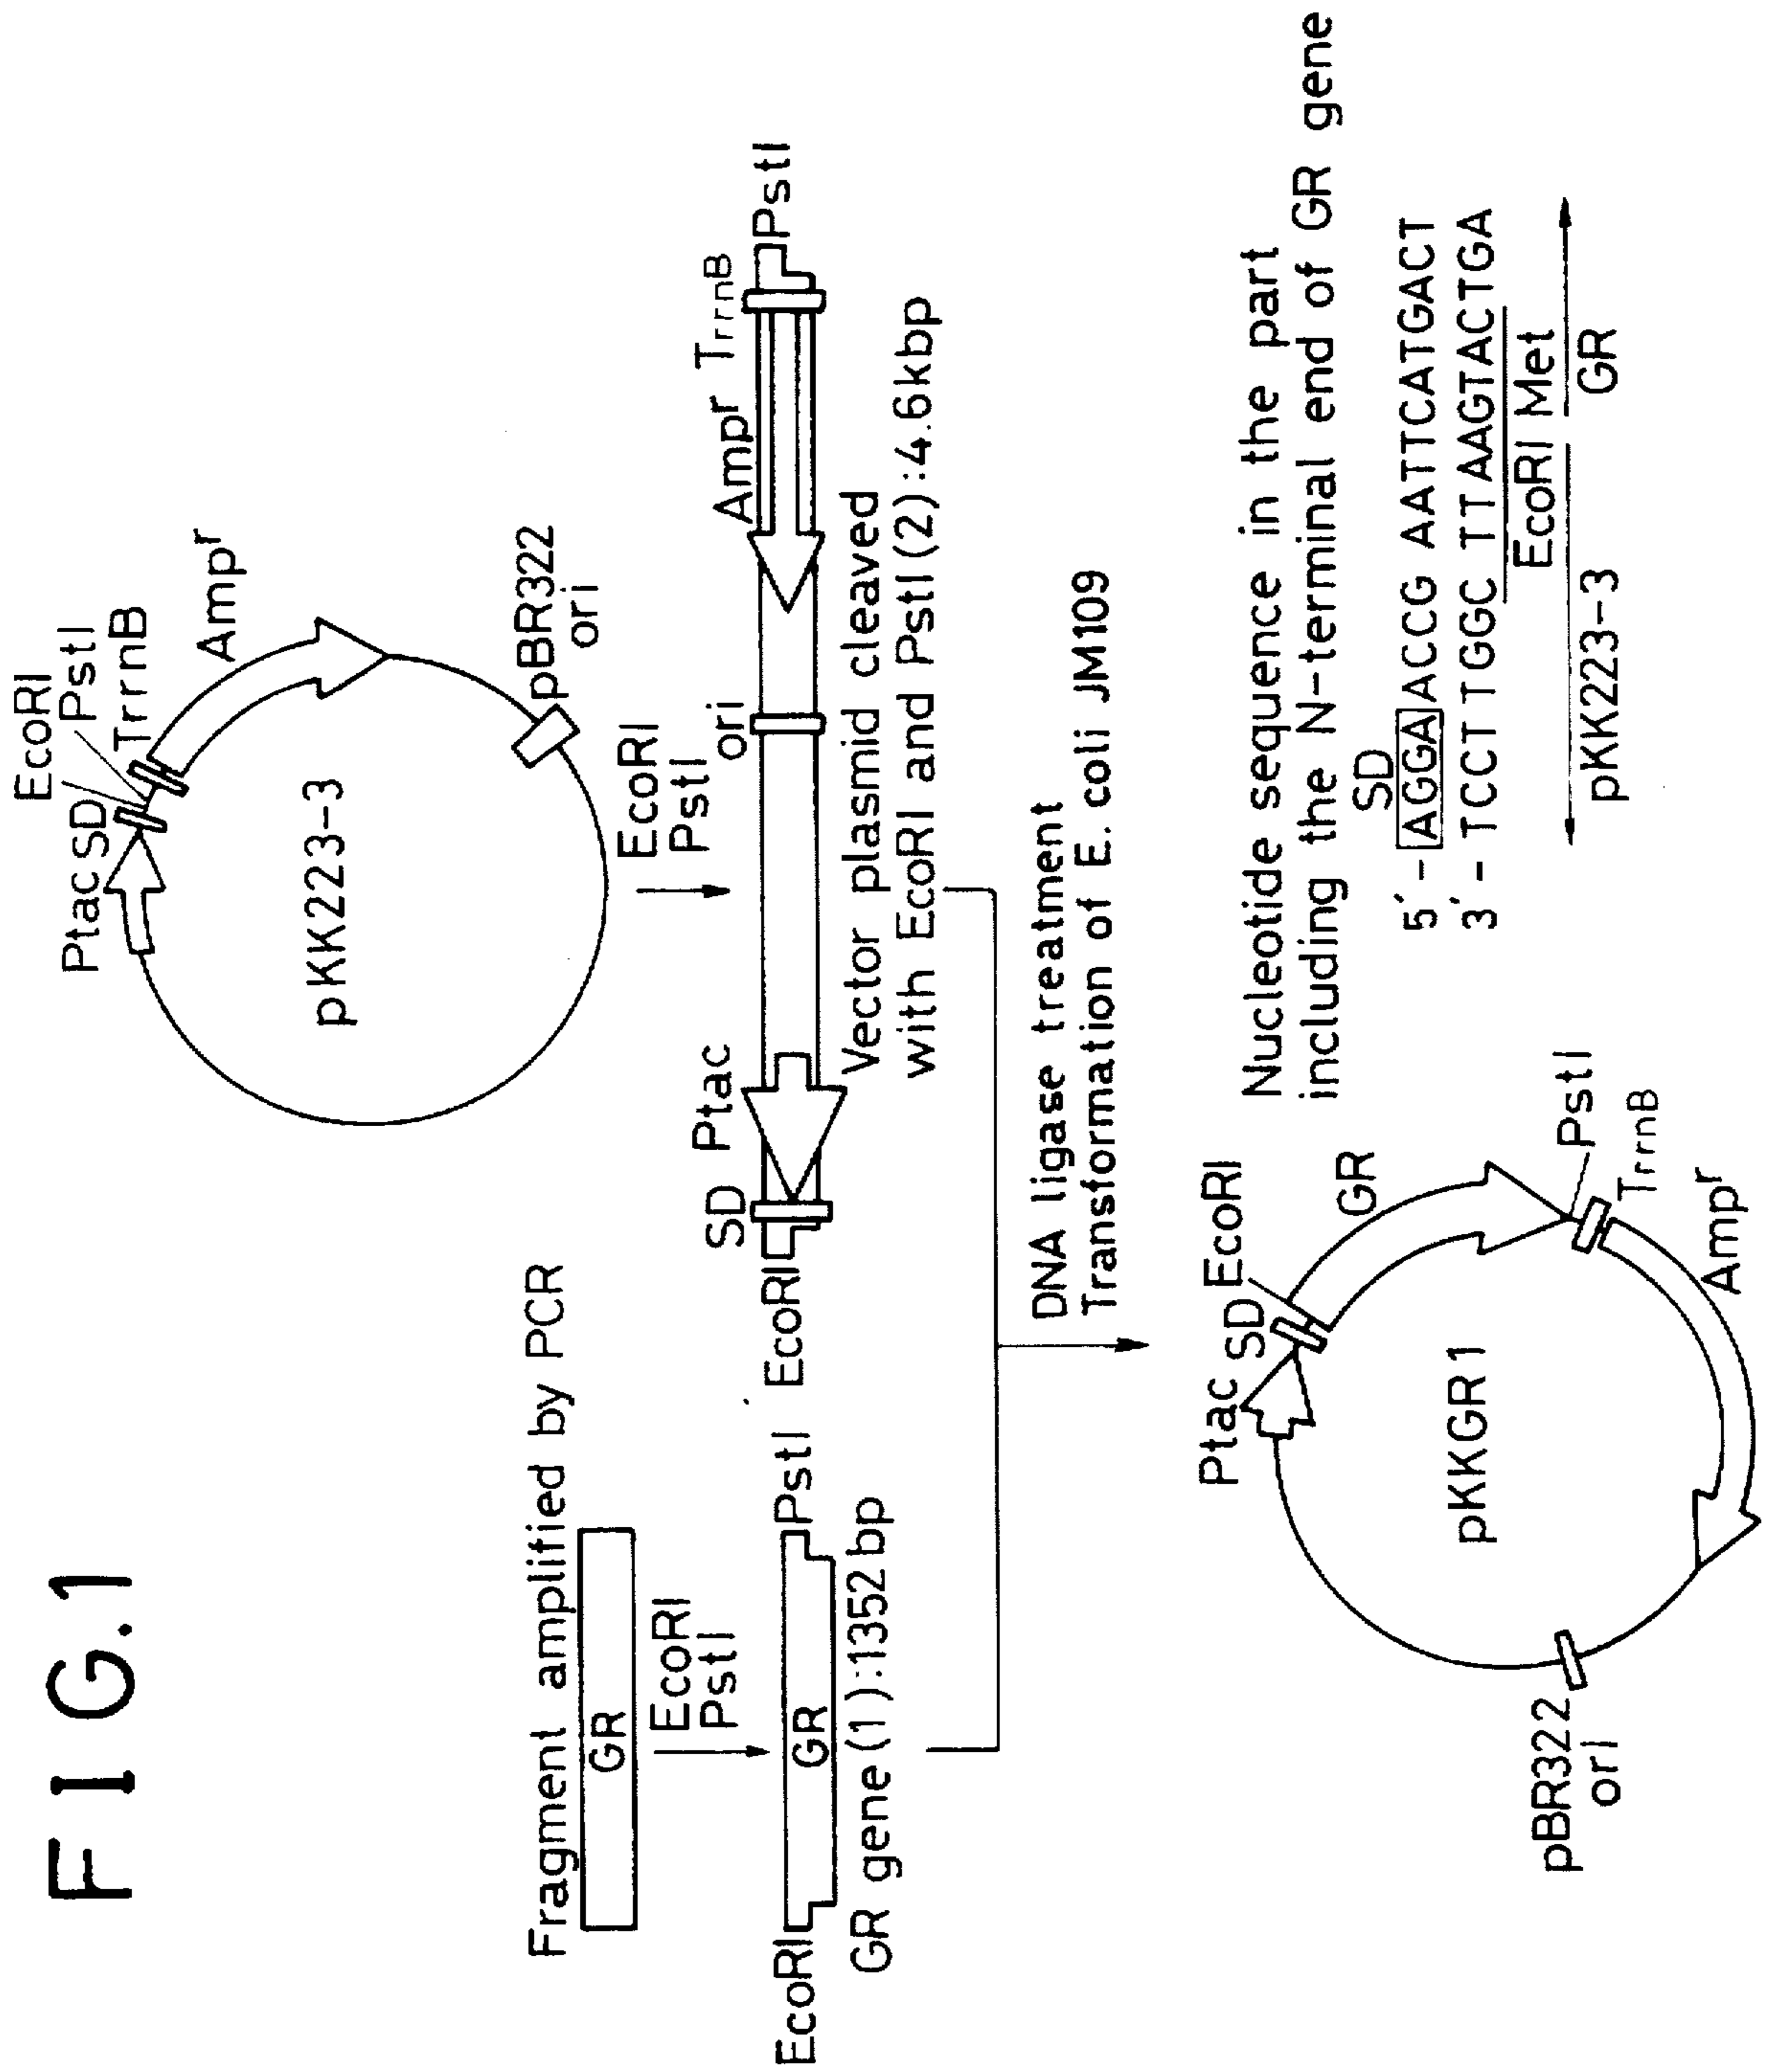 FIG.1
Fragment amplified by PCR
GR
EcoRI
PstI
EcoRI
GR
PstI
GR gene(1):1352bp
EcoRI
PstI
Ptac SD
TrrnB
Ampr
pKK223-3
pBR322
ori
EcoRI
PstI
EcoRI
SD
Ptac
ori
Ampr
TrrnB
PstI
Vector plasmid cleaved
with EcoRI and PstI(2):4.6kbp
DNA ligase treatment
Transformation of E. coli JM109
Ptac SD EcoRI
GR
PstI
TrrnB
Ampr
pKKGR1
pBR322
ori
Nucleotide sequence in the part
including the N-terminal end of GR gene
SD
5´-AGGAACCG AATTCATGACT
3´-TCCTTGGC TTAAGTACTGA
EcoRI Met
pKK223-3
GR